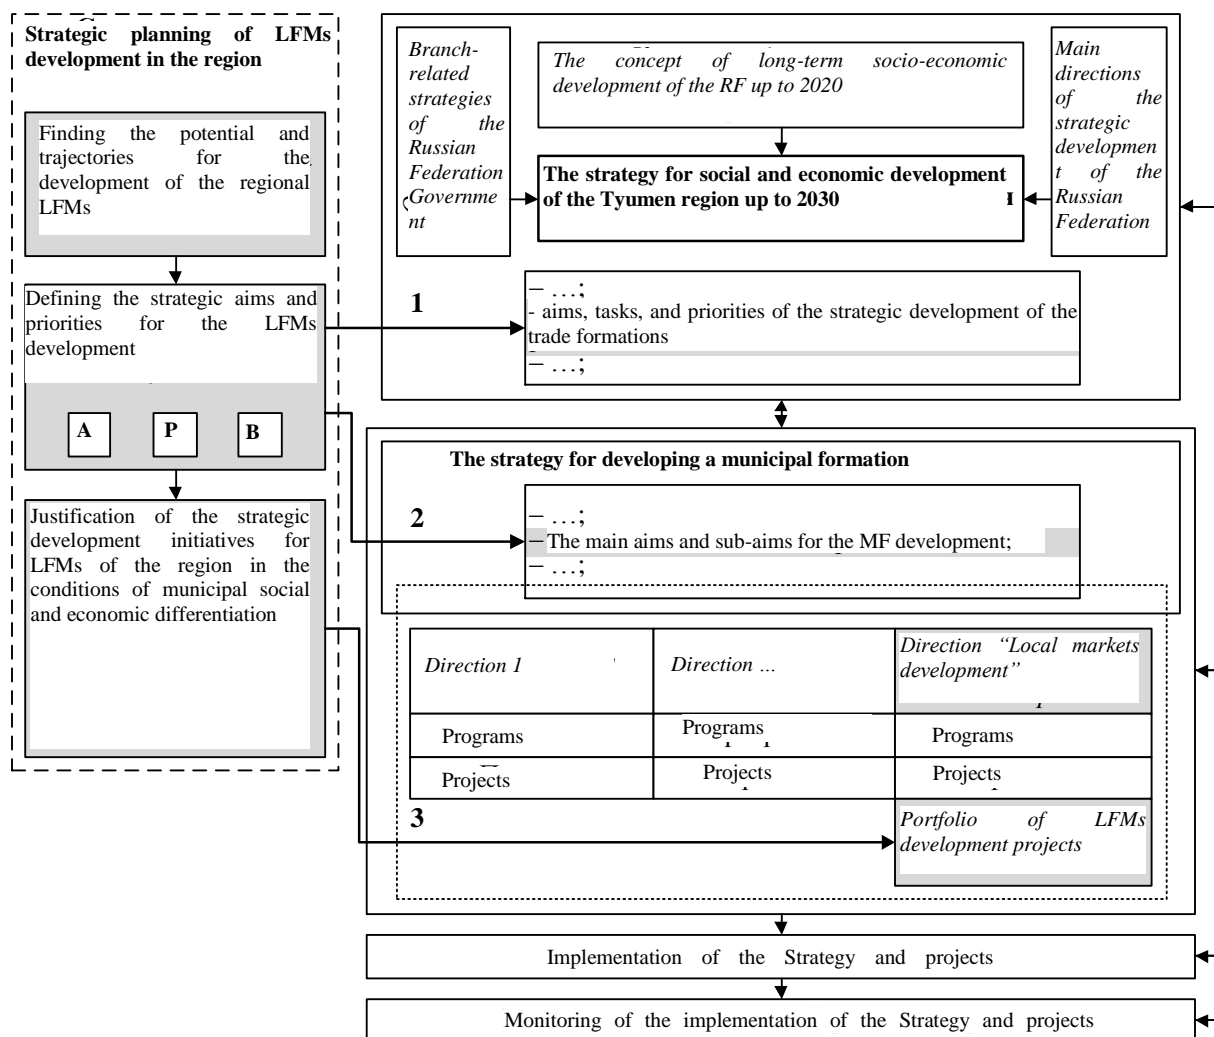 Strategic planning of LFMs
development in the region
Finding the potential and
trajectories for the
development of the regional
LFMs
Defining the strategic aims and
priorities for the LFMs
development
A P B
Justification of the strategic
development initiatives for
LFMs of the region in the
conditions of municipal social
and economic differentiation
Branch-
related
strategies
of the
Russian
Federation
Governme
nt
The concept of long-term socio-economic
development of the RF up to 2020
Main
directions
of the
strategic
developmen
t of the
Russian
Federation
The strategy for social and economic development
of the Tyumen region up to 2030
1
– ...;
- aims, tasks, and priorities of the strategic development of the
trade formations
– ...;
The strategy for developing a municipal formation
2
– ...;
– The main aims and sub-aims for the MF development;
– ...;
Direction 1
Direction ...
Direction “Local markets
development”
Programs
Programs
Programs
Projects
Projects
Projects
3
Portfolio of LFMs
development projects
Implementation of the Strategy and projects
Monitoring of the implementation of the Strategy and projects